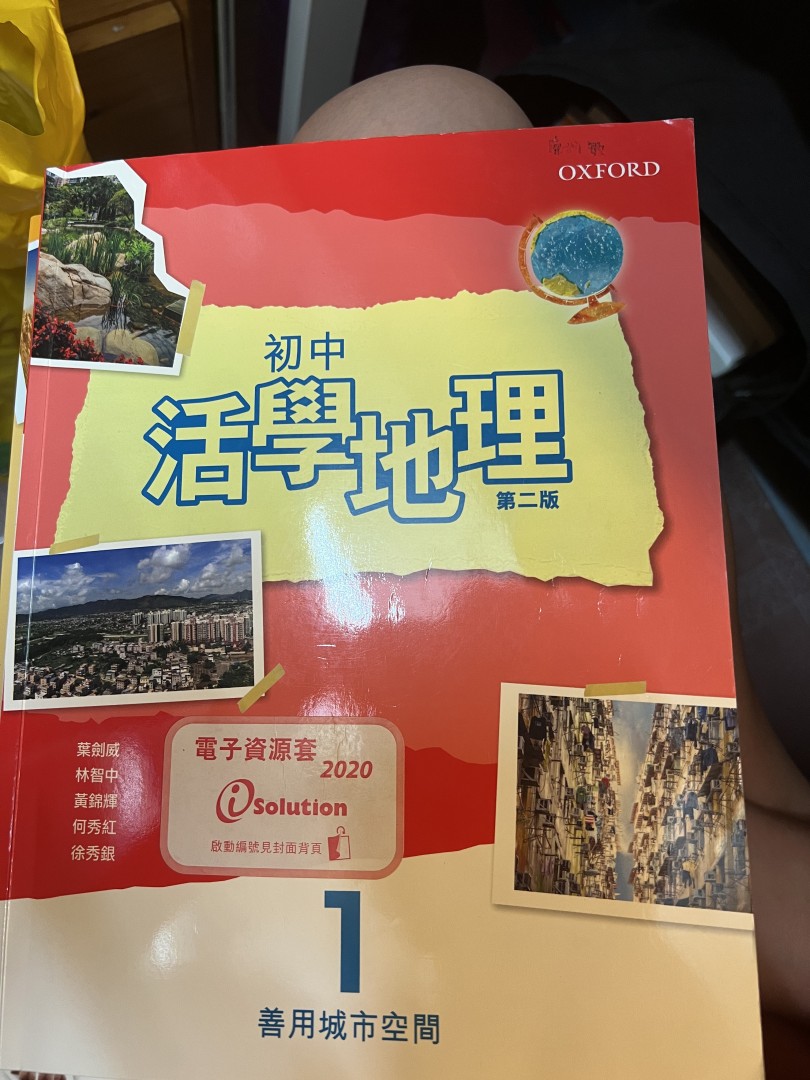 OXFORD
初中
活學地理
第二版
葉劍威
林智中
黃錦輝
何秀紅
徐秀銀
電子資源套
2020
iSolution
啟動編號見封面背頁
1
善用城市空間